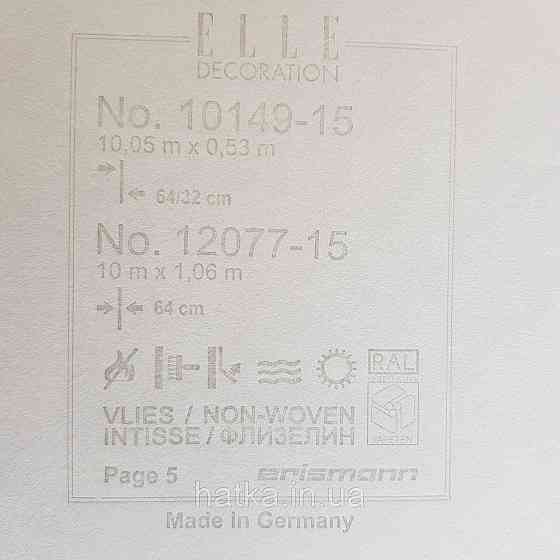 ELLE
DECORATION
No. 10149-15
10,05 m x 0,53 m
64/32 cm
No. 12077-15
10 m x 1,06 m
64 cm
RAL
VLIES / NON-WOVEN
INTISSE / ФЛИЗЕЛИН
Page 5 erismann
hatka.in.ua
Made in Germany